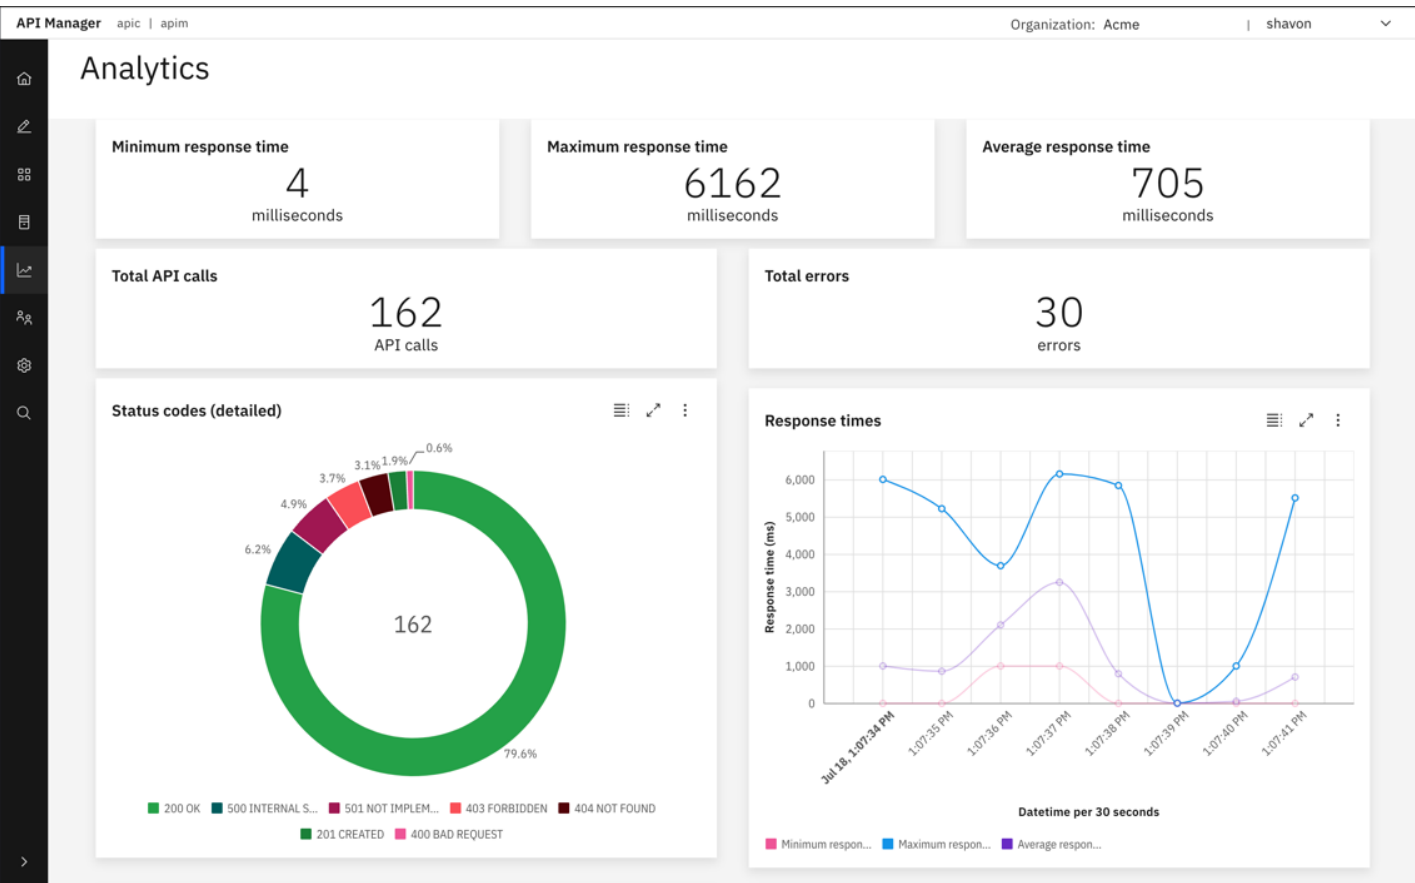 API Manager apic | apim Organization: Acme | shavon
Analytics
Minimum response time
4
milliseconds
Maximum response time
6162
milliseconds
Average response time
705
milliseconds
Total API calls
162
API calls
Total errors
30
errors
Status codes (detailed)
0.6%
1.9%
3.1%
3.7%
4.9%
6.2%
162
79.6%
200 OK 500 INTERNAL S... 501 NOT IMPLEM... 403 FORBIDDEN 404 NOT FOUND
201 CREATED 400 BAD REQUEST
Response times
Response time (ms)
6,000
5,000
4,000
3,000
2,000
1,000
0
Jul 18, 1:07:34 PM
1:07:35 PM
1:07:36 PM
1:07:37 PM
1:07:38 PM
1:07:39 PM
1:07:40 PM
1:07:41 PM
Datetime per 30 seconds
Minimum respon... Maximum respon... Average respon...